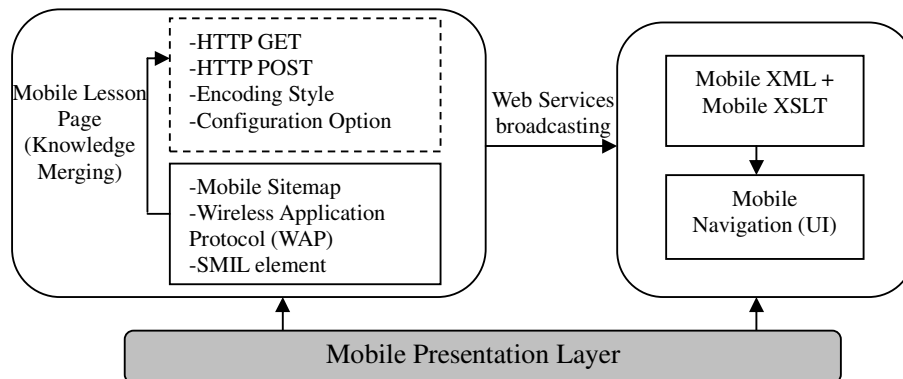 Mobile Lesson
Page
(Knowledge
Merging)
-HTTP GET
-HTTP POST
-Encoding Style
-Configuration Option
-Mobile Sitemap
-Wireless Application
Protocol (WAP)
-SMIL element
Web Services
broadcasting
Mobile XML +
Mobile XSLT
Mobile
Navigation (UI)
Mobile Presentation Layer